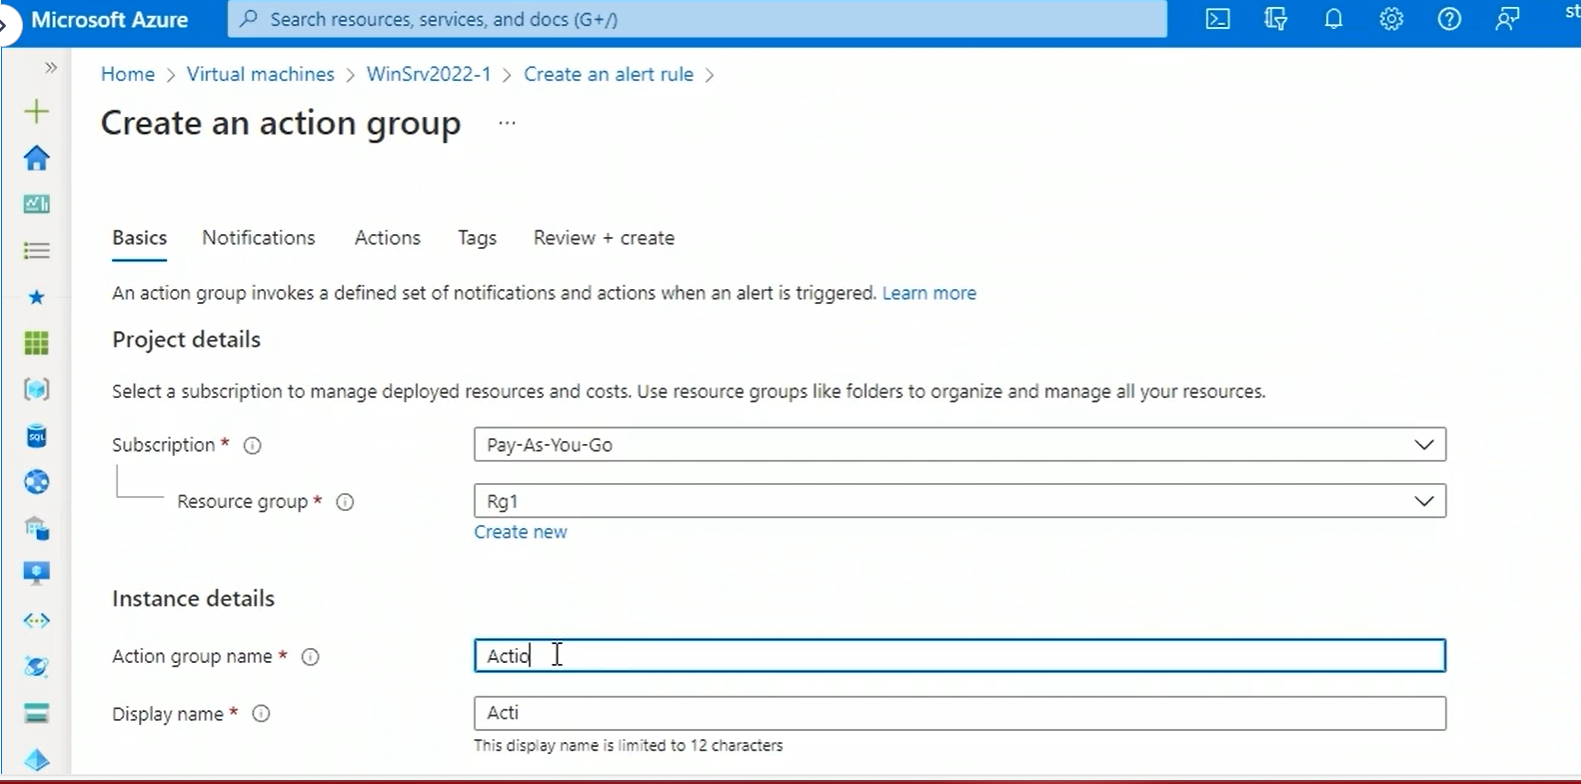 Microsoft Azure
Search resources, services, and docs (G+/)
Home > Virtual machines > WinSrv2022-1 > Create an alert rule >
Create an action group ...
Basics Notifications Actions Tags Review + create
An action group invokes a defined set of notifications and actions when an alert is triggered. Learn more
Project details
Select a subscription to manage deployed resources and costs. Use resource groups like folders to organize and manage all your resources.
Subscription * Pay-As-You-Go
Resource group * Rg1
Create new
Instance details
Action group name * Actio
Display name * Acti
This display name is limited to 12 characters